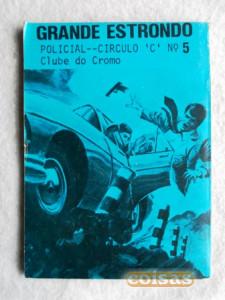 GRANDE ESTRONDO
POLICIAL--CIRCULO 'C' Nº 5
Clube do Cromo
coisas